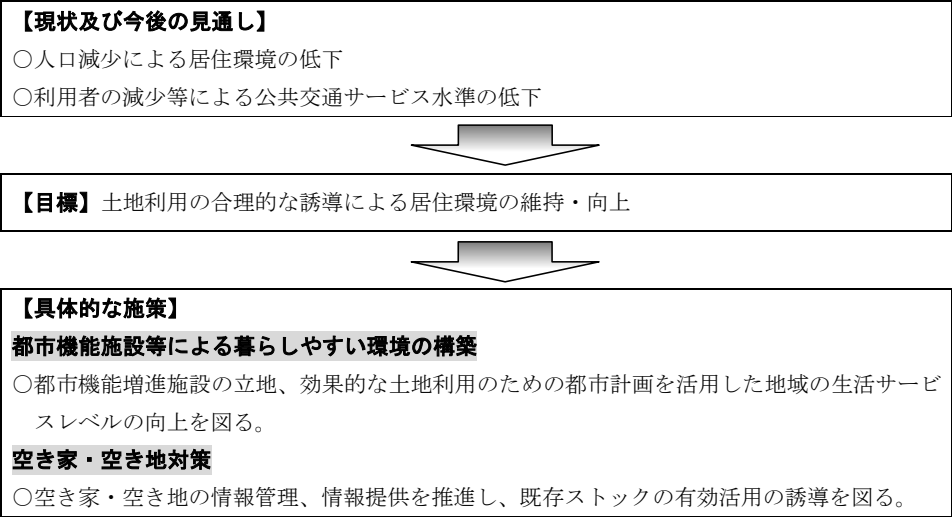 【現状及び今後の見通し】
○人口減少による居住環境の低下
○利用者の減少等による公共交通サービス水準の低下
【目標】土地利用の合理的な誘導による居住環境の維持・向上
【具体的な施策】
都市機能施設等による暮らしやすい環境の構築
○都市機能増進施設の立地、効果的な土地利用のための都市計画を活用した地域の生活サービ
スレベルの向上を図る。
空き家・空き地対策
○空き家・空き地の情報管理、情報提供を推進し、既存ストックの有効活用の誘導を図る。